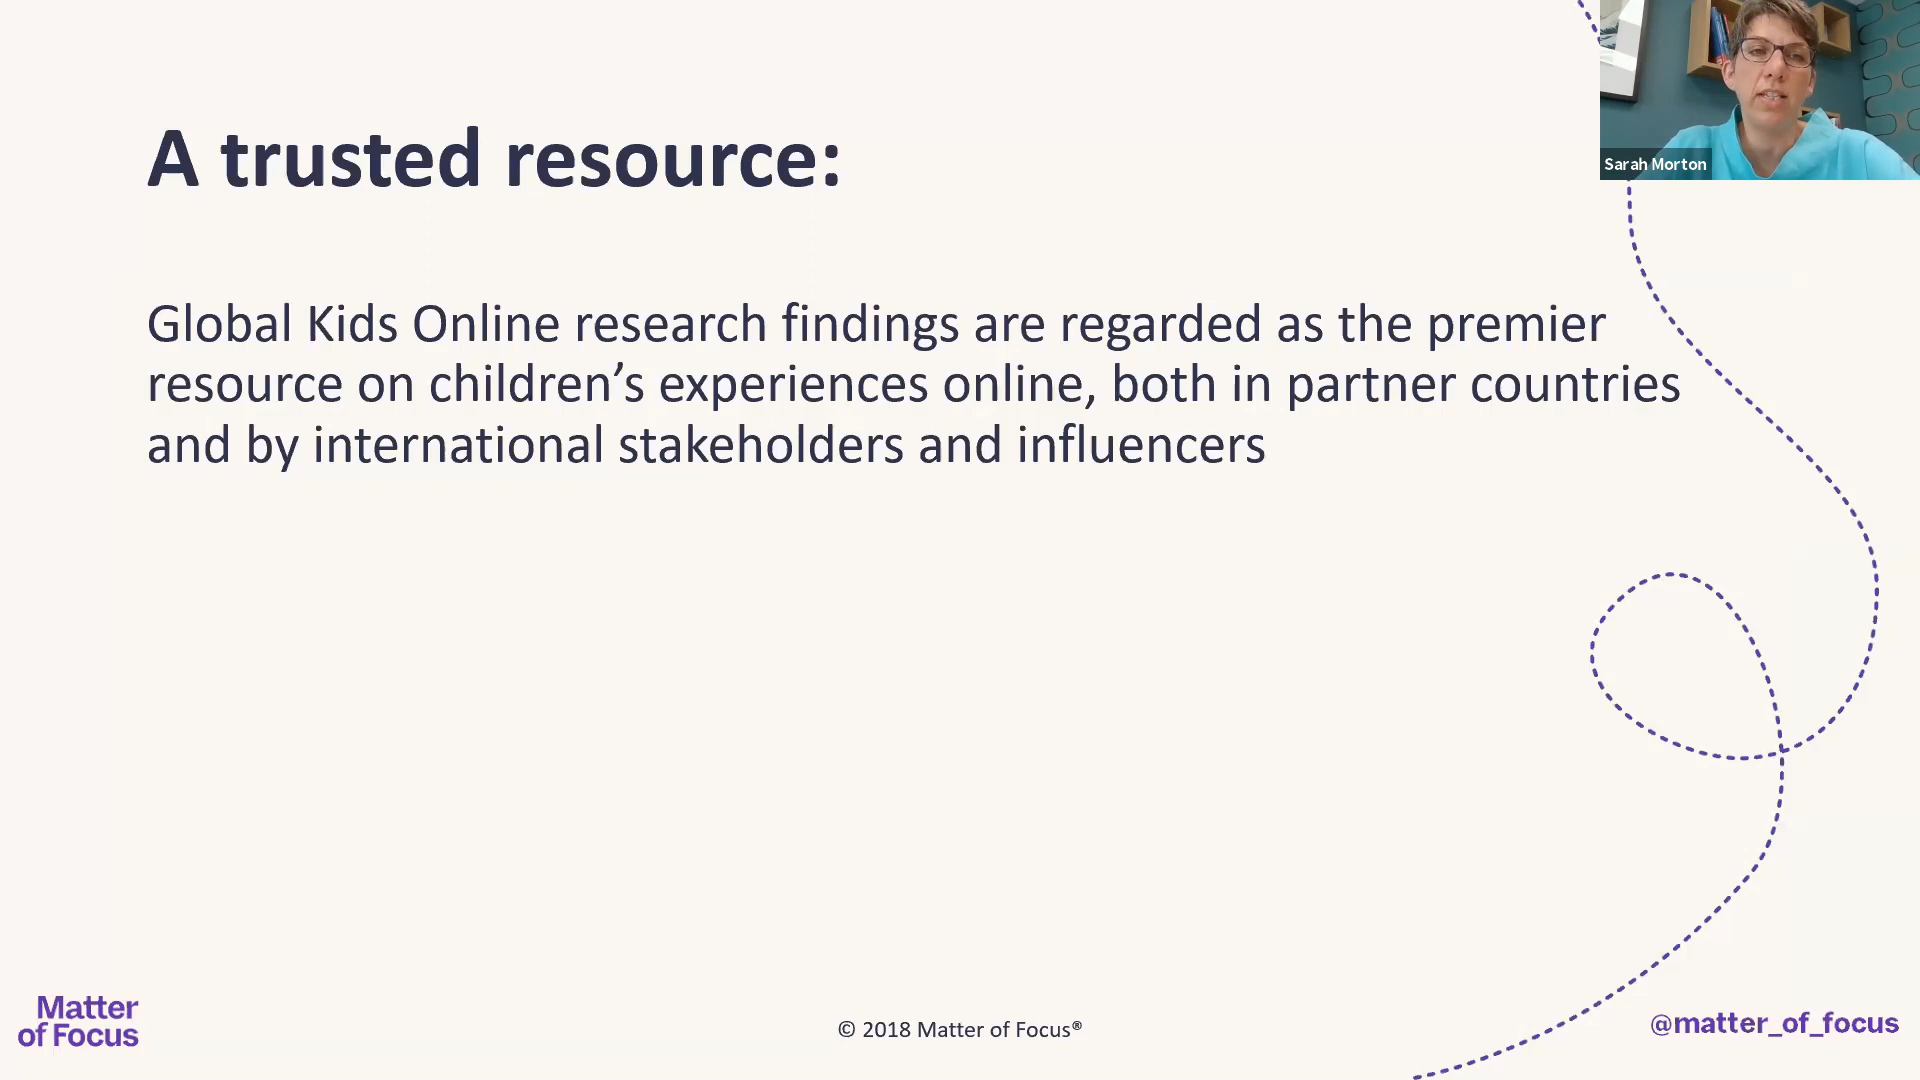 A trusted resource:
Sarah Morton
Global Kids Online research findings are regarded as the premier
resource on children’s experiences online, both in partner countries
and by international stakeholders and influencers
Matter
of Focus
© 2018 Matter of Focus®
@matter_of_focus